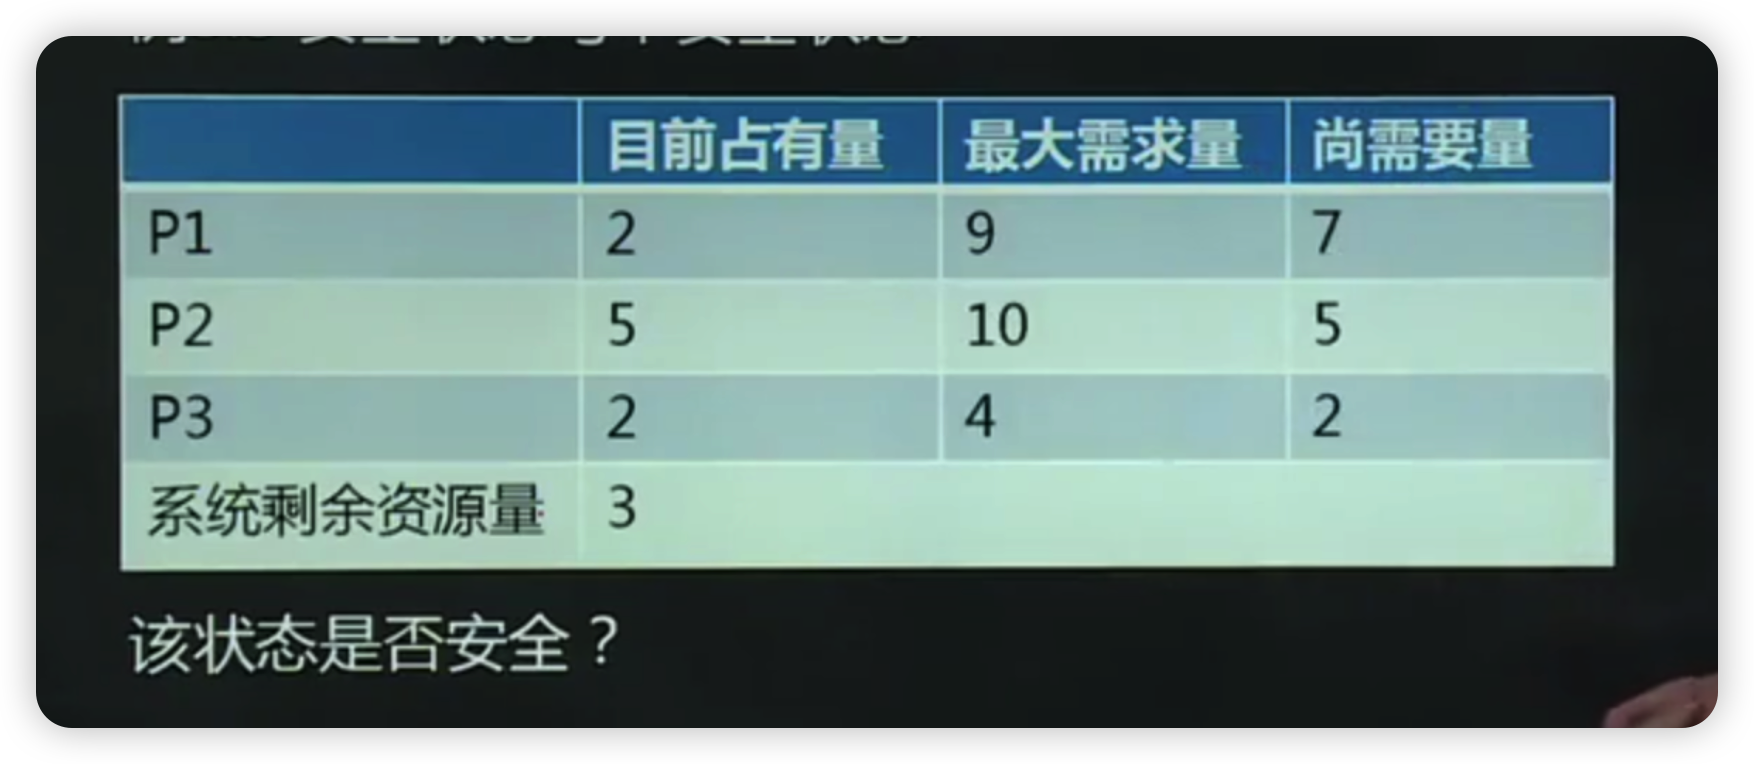 目前占有量 最大需求量 尚需要量
P1 2 9 7
P2 5 10 5
P3 2 4 2
系统剩余资源量 3
该状态是否安全？